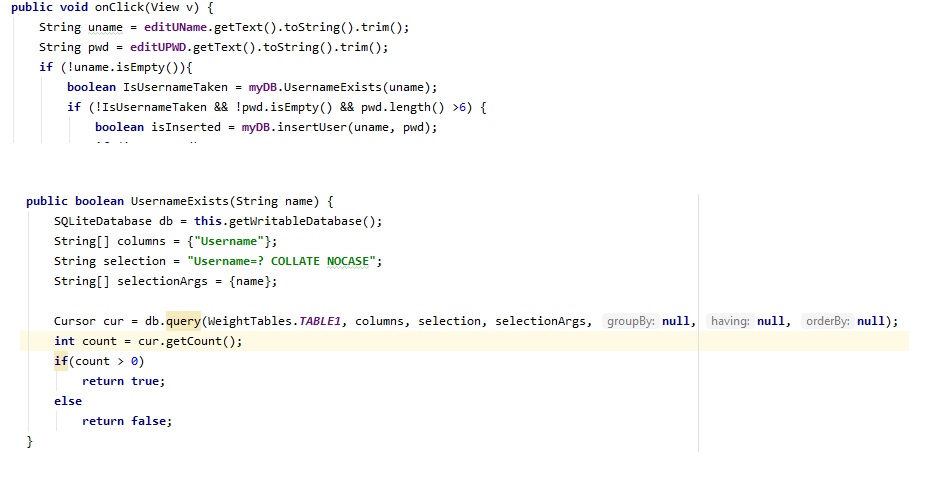 public void onClick(View v) {
String uname = editUName.getText().toString().trim();
String pwd = editUPWD.getText().toString().trim();
if (!uname.isEmpty()){
boolean IsUsernameTaken = myDB.UsernameExists(uname);
if (!IsUsernameTaken && !pwd.isEmpty() && pwd.length() >6) {
boolean isInserted = myDB.insertUser(uname, pwd);
public boolean UsernameExists(String name) {
SQLiteDatabase db = this.getWritableDatabase();
String[] columns = {"Username"};
String selection = "Username=? COLLATE NOCASE";
String[] selectionArgs = {name};
Cursor cur = db.query(WeightTables.TABLE1, columns, selection, selectionArgs, groupBy: null, having: null, orderBy: null);
int count = cur.getCount();
if(count > 0)
return true;
else
return false;
}